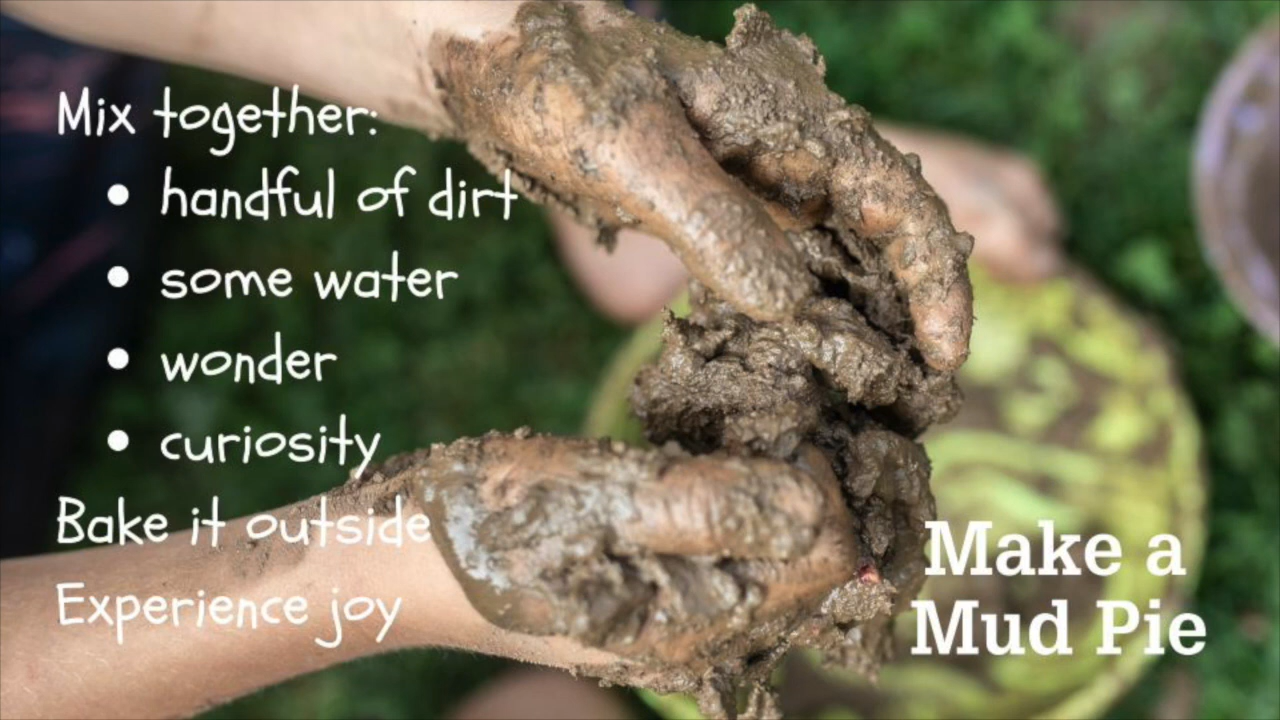 Mix together:
• handful of dirt
• some water
• wonder
• curiosity
Bake it outside
Experience joy
Make a
Mud Pie